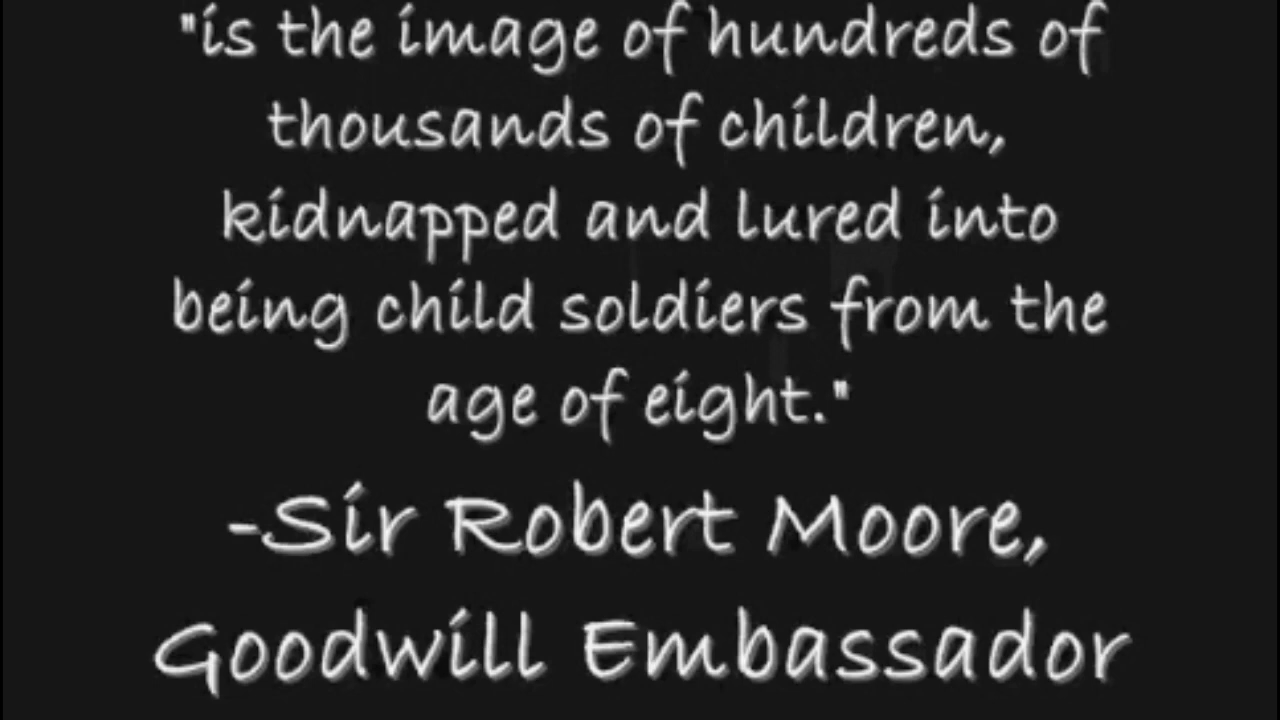 "is the image of hundreds of
thousands of children,
kidnapped and lured into
being child soldiers from the
age of eight."
-Sir Robert Moore,
Goodwill Embassador